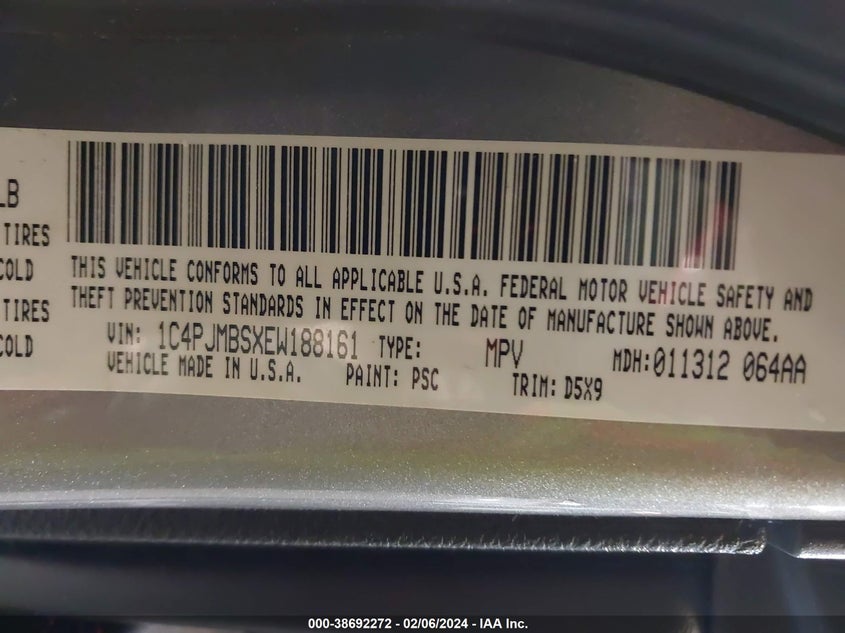 LB
TIRES
COLD
TIRES
COLD
THIS VEHICLE CONFORMS TO ALL APPLICABLE U.S.A. FEDERAL MOTOR VEHICLE SAFETY AND
THEFT PREVENTION STANDARDS IN EFFECT ON THE DATE OF MANUFACTURE SHOWN ABOVE.
VIN: 1C4PJMBSXEW188161 TYPE: MPV MDH: 011312 064AA
VEHICLE MADE IN U.S.A. PAINT: PSC TRIM: D5X9
000-38692272 - 02/06/2024 - IAA Inc.